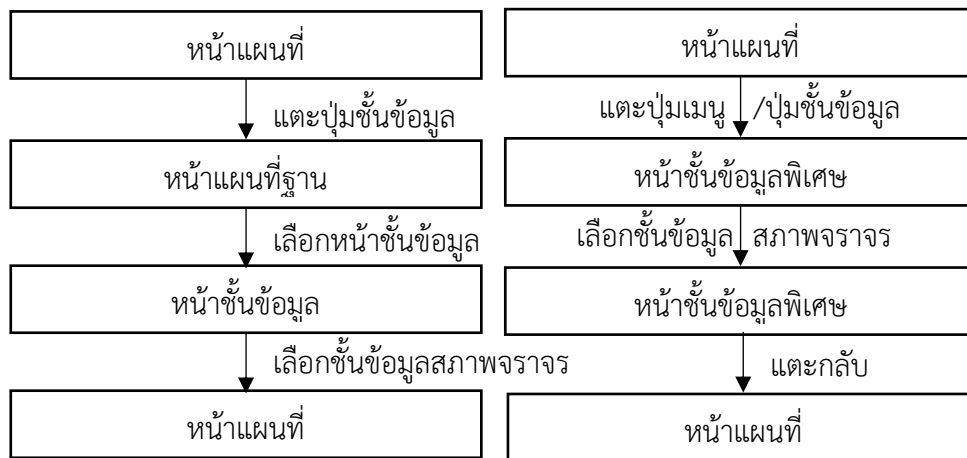 หน้าแผนที่
แตะปุ่มชั้นข้อมูล
หน้าแผนที่ฐาน
เลือกหน้าชั้นข้อมูล
หน้าชั้นข้อมูล
เลือกชั้นข้อมูลสภาพจราจร
หน้าแผนที่
หน้าแผนที่
แตะปุ่มเมนู /ปุ่มชั้นข้อมูล
หน้าชั้นข้อมูลพิเศษ
เลือกชั้นข้อมูล สภาพจราจร
หน้าชั้นข้อมูลพิเศษ
แตะกลับ
หน้าแผนที่